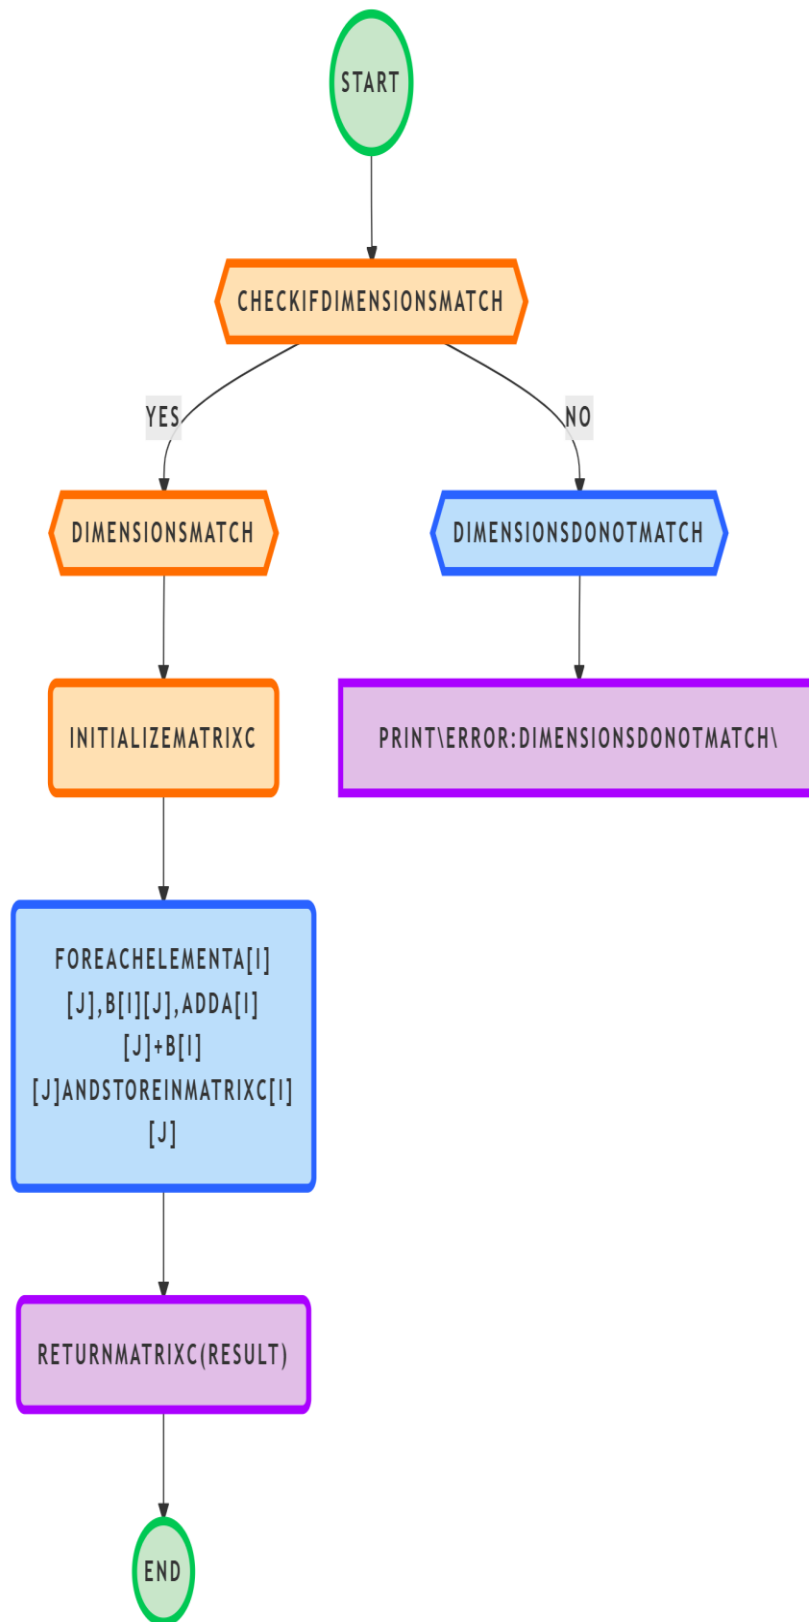 START
CHECKIFDIMENSIONSMATCH
YES
NO
DIMENSIONSMATCH
DIMENSIONSDONOTMATCH
INITIALIZEMATRIXC
PRINT\ERROR:DIMENSIONSDONOTMATCH\
FOREACHELEMENTA[I]
[J],B[I][J],ADDA[I]
[J]+B[I]
[J]ANDSTOREINMATRIXC[I]
[J]
RETURNMATRIXC(RESULT)
END